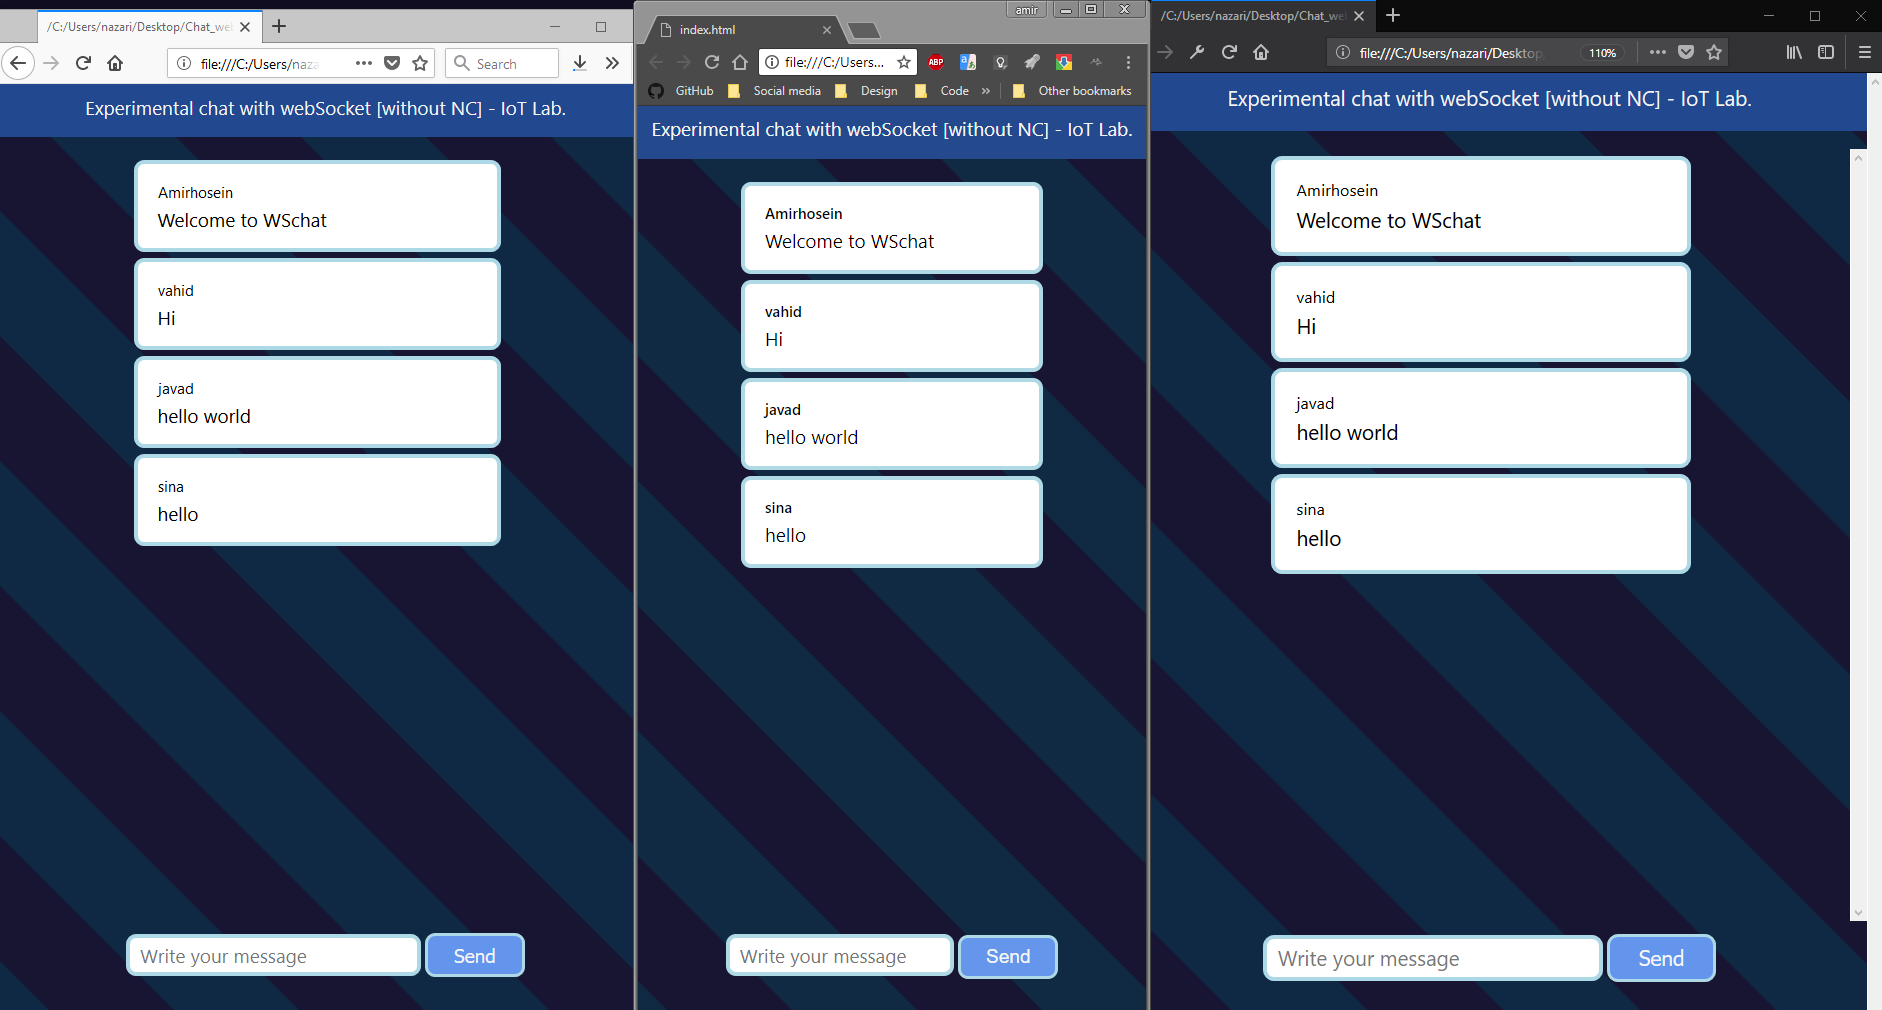 /C:/Users/nazari/Desktop/Chat_we
file:///C:/Users/naza
Search
Experimental chat with webSocket [without NC] - IoT Lab.
Amirhosein
Welcome to WSchat
vahid
Hi
javad
hello world
sina
hello
Write your message
Send
amir
index.html
file:///C:/Users...
ABP
GitHub
Social media
Design
Code
»
Other bookmarks
Experimental chat with webSocket [without NC] - IoT Lab.
Amirhosein
Welcome to WSchat
vahid
Hi
javad
hello world
sina
hello
Write your message
Send
/C:/Users/nazari/Desktop/Chat_we
file:///C:/Users/nazari/Desktop
110%
Experimental chat with webSocket [without NC] - IoT Lab.
Amirhosein
Welcome to WSchat
vahid
Hi
javad
hello world
sina
hello
Write your message
Send